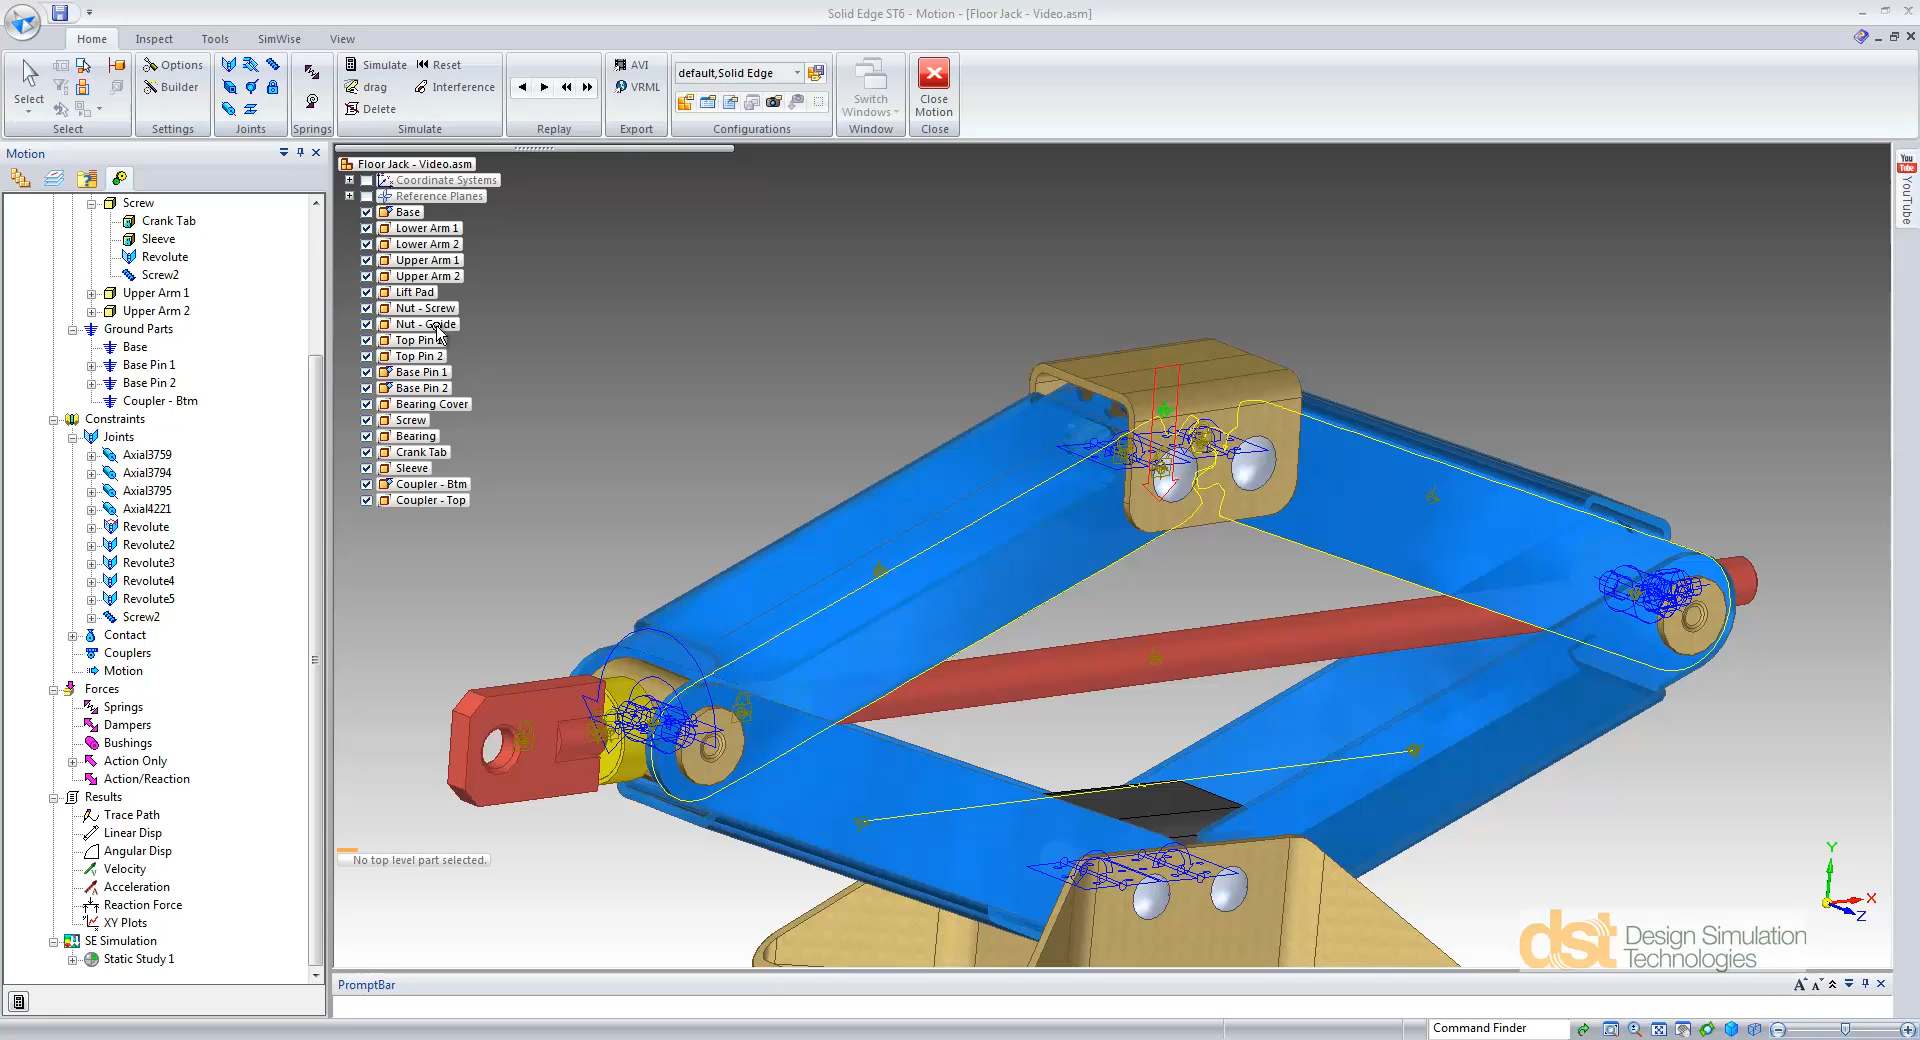 Solid Edge ST6 - Motion - [Floor Jack - Video.asm]
Home
Inspect
Tools
SimWise
View
Select
Select
Options
Builder
Settings
Joints
Springs
Simulate
Reset
drag
Interference
Delete
Simulate
Replay
AVI
VRML
Export
default,Solid Edge
Configurations
Switch
Windows
Window
Close
Motion
Close
Motion
Screw
Crank Tab
Sleeve
Revolute
Screw2
Upper Arm 1
Upper Arm 2
Ground Parts
Base
Base Pin 1
Base Pin 2
Coupler - Btm
Constraints
Joints
Axial3759
Axial3794
Axial3795
Axial4221
Revolute
Revolute2
Revolute3
Revolute4
Revolute5
Screw2
Contact
Couplers
Motion
Forces
Springs
Dampers
Bushings
Action Only
Action/Reaction
Results
Trace Path
Linear Disp
Angular Disp
Velocity
Acceleration
Reaction Force
XY Plots
SE Simulation
Static Study 1
Floor Jack - Video.asm
Coordinate Systems
Reference Planes
Base
Lower Arm 1
Lower Arm 2
Upper Arm 1
Upper Arm 2
Lift Pad
Nut - Screw
Nut - Guide
Top Pin
Top Pin 2
Base Pin 1
Base Pin 2
Bearing Cover
Screw
Bearing
Crank Tab
Sleeve
Coupler - Btm
Coupler - Top
No top level part selected.
You
Tube
YouTube
Y
X
Z
dst Design Simulation
Technologies
PromptBar
A A
Command Finder